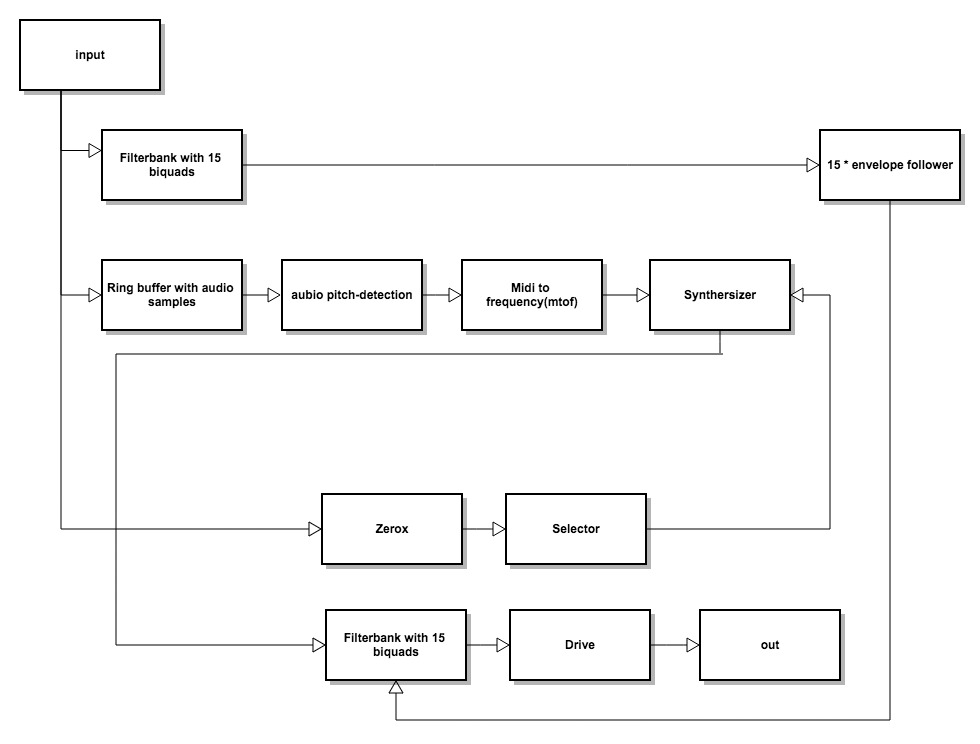 input
Filterbank with 15
biquads
15 * envelope follower
Ring buffer with audio
samples
aubio pitch-detection
Midi to
frequency(mtof)
Synthersizer
Zerox
Selector
Filterbank with 15
biquads
Drive
out